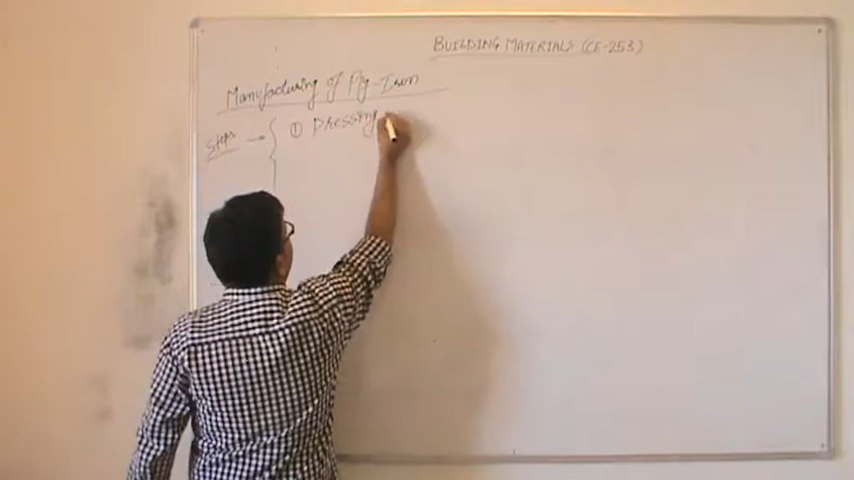 BUILDING MATERIALS (CE-253)
Manufacturing of Pig-Iron
Steps → ① Dressing